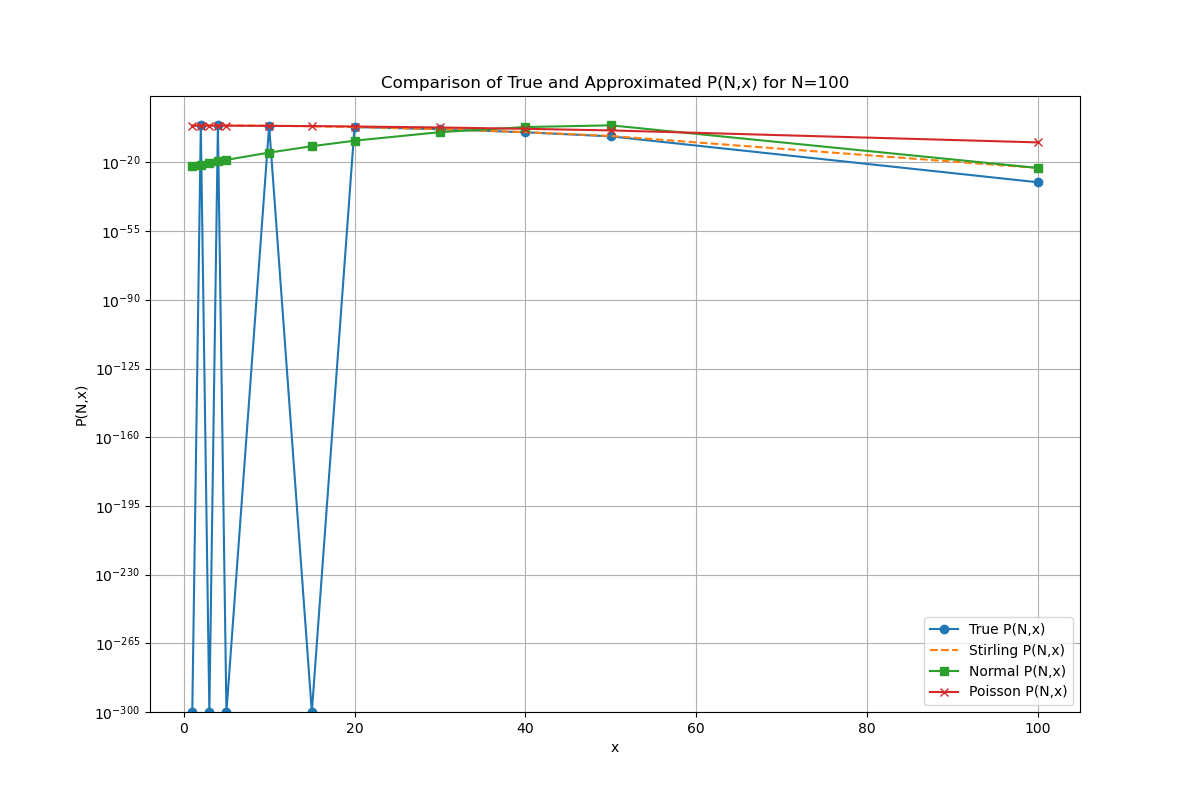 Comparison of True and Approximated P(N,x) for N=100
P(N,x)
10⁻²⁰
10⁻⁵⁵
10⁻⁹⁰
10⁻¹²⁵
10⁻¹⁶⁰
10⁻¹⁹⁵
10⁻²³⁰
10⁻²⁶⁵
10⁻³⁰⁰
0 20 40 60 80 100
x
True P(N,x)
Stirling P(N,x)
Normal P(N,x)
Poisson P(N,x)